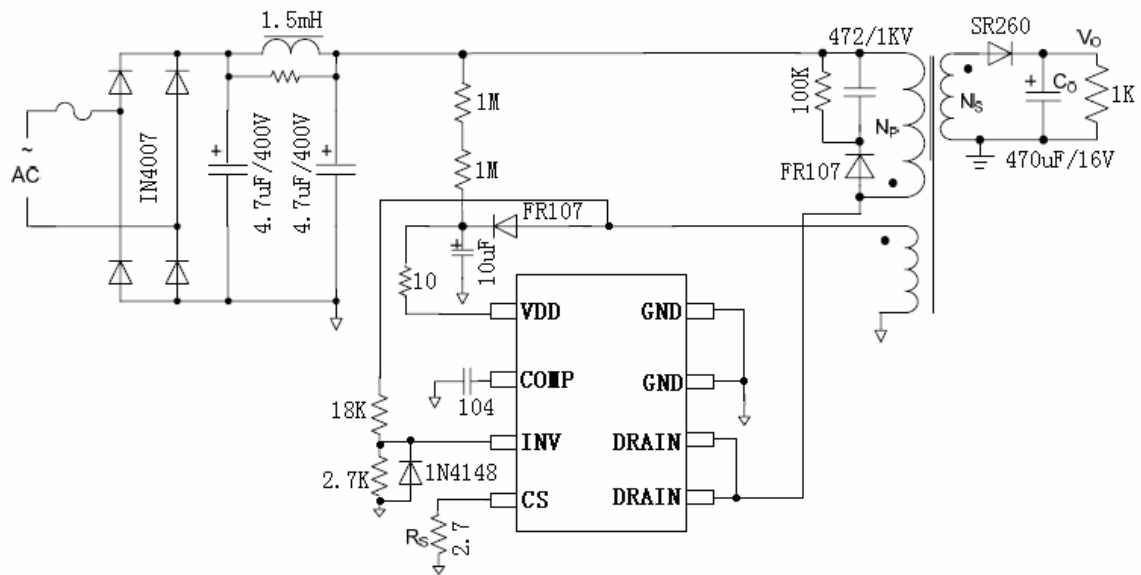 1.5mH
472/1KV
SR260
Vo
AC
~
IN4007
+
4.7uF/400V
4.7uF/400V
+
1M
1M
100K
NP
NS
+
Co
1K
470uF/16V
FR107
FR107
+
10uF
10
VDD
GND
COMP
GND
104
18K
INV
DRAIN
2.7K
1N4148
CS
DRAIN
RS
2.7